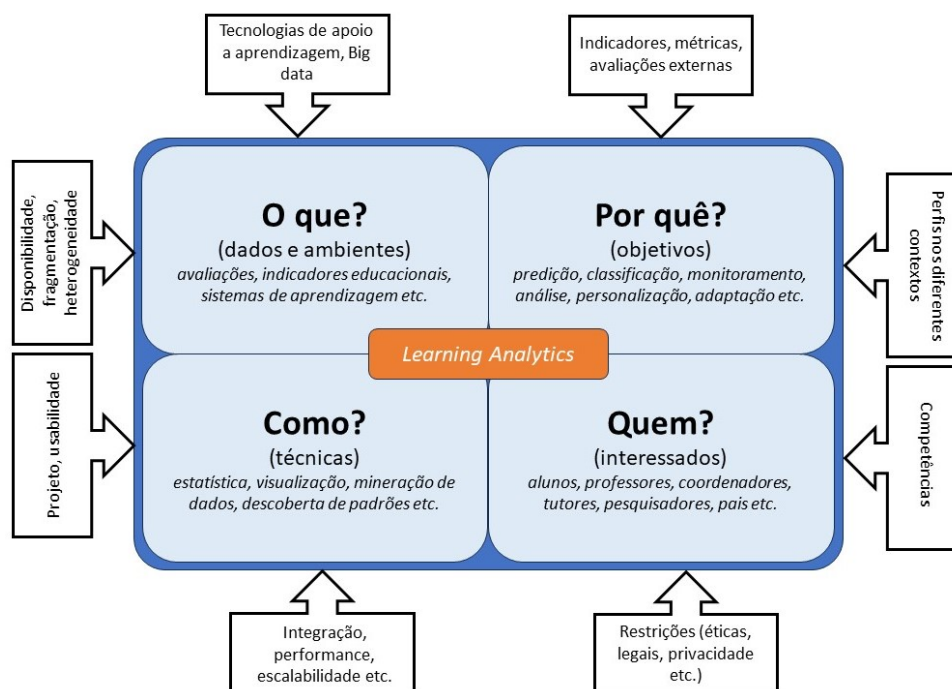 Tecnologias de apoio
a aprendizagem, Big
data
Indicadores, métricas,
avaliações externas
Disponibilidade,
fragmentação,
heterogeneidade
O que?
(dados e ambientes)
avaliações, indicadores educacionais,
sistemas de aprendizagem etc.
Por quê?
(objetivos)
predição, classificação, monitoramento,
análise, personalização, adaptação etc.
Perfis nos diferentes
contextos
Learning Analytics
Projeto, usabilidade
Como?
(técnicas)
estatística, visualização, mineração de
dados, descoberta de padrões etc.
Quem?
(interessados)
alunos, professores, coordenadores,
tutores, pesquisadores, pais etc.
Competências
Integração,
performance,
escalabilidade etc.
Restrições (éticas,
legais, privacidade
etc.)